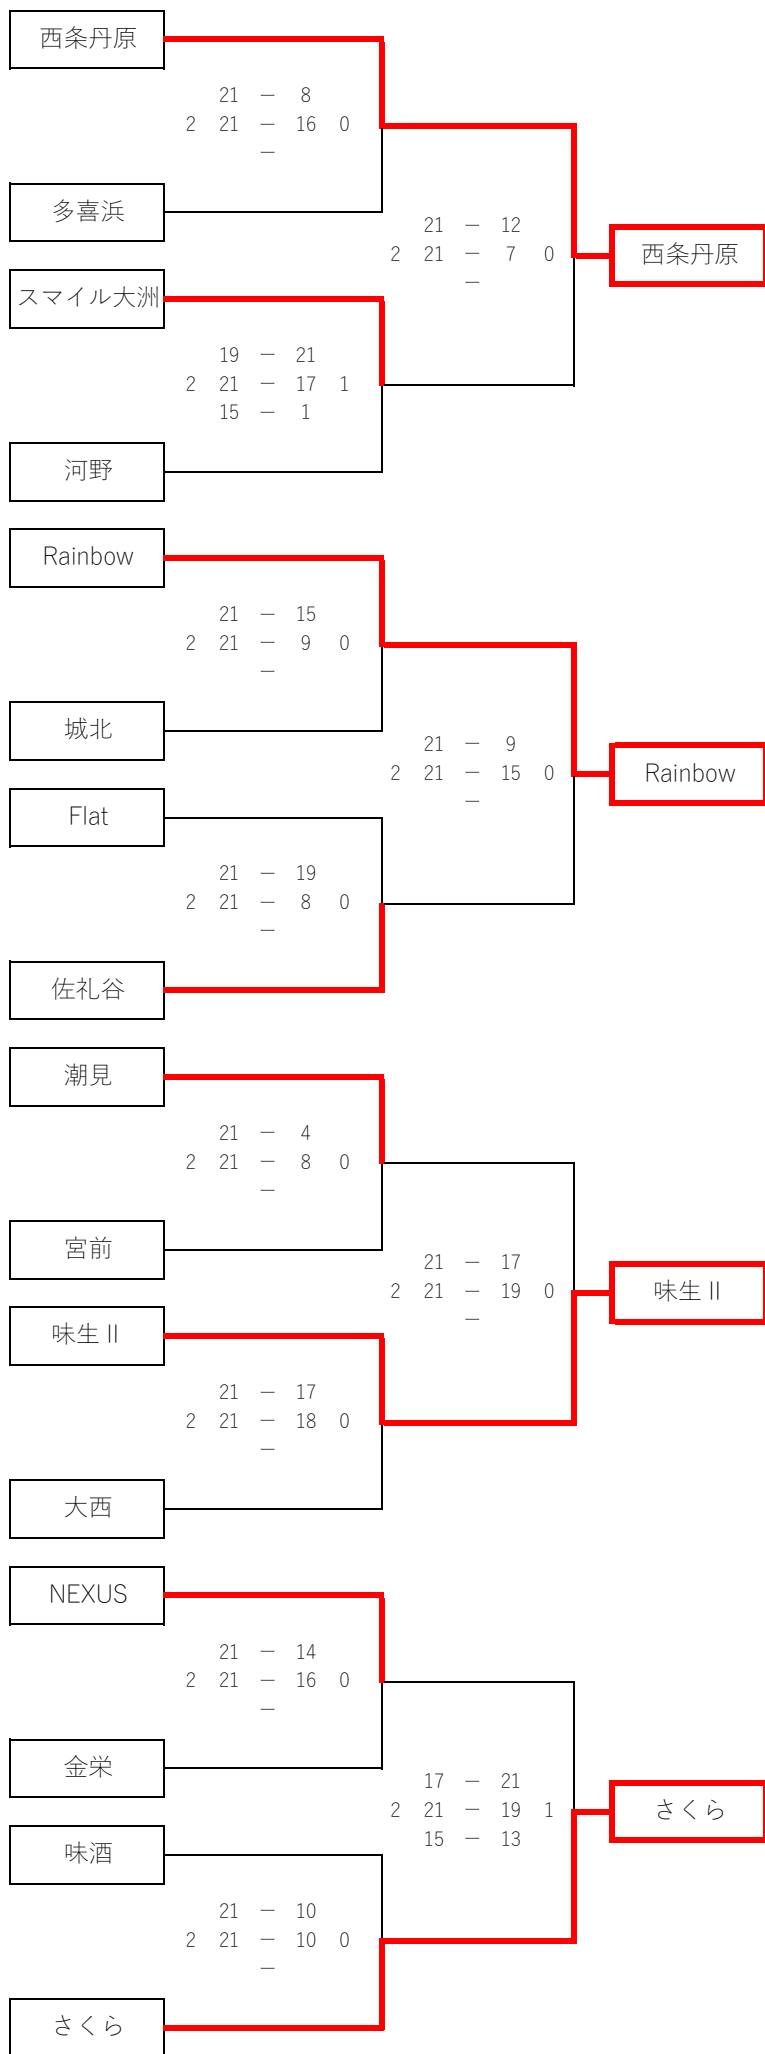 西条丹原
21 － 8
2 21 － 16 0
－
多喜浜
21 － 12
2 21 － 7 0
－
西条丹原
スマイル大洲
19 － 21
2 21 － 17 1
15 － 1
河野
Rainbow
21 － 15
2 21 － 9 0
－
城北
21 － 9
2 21 － 15 0
－
Rainbow
Flat
21 － 19
2 21 － 8 0
－
佐礼谷
潮見
21 － 4
2 21 － 8 0
－
宮前
21 － 17
2 21 － 19 0
－
味生Ⅱ
味生Ⅱ
21 － 17
2 21 － 18 0
－
大西
NEXUS
21 － 14
2 21 － 16 0
－
金栄
17 － 21
2 21 － 19 1
15 － 13
さくら
味酒
21 － 10
2 21 － 10 0
－
さくら